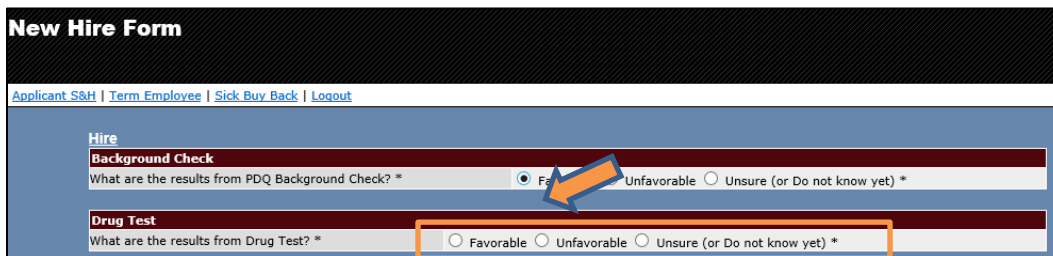 New Hire Form
Applicant S&H | Term Employee | Sick Buy Back | Logout
Hire
Background Check
What are the results from PDQ Background Check? * Unfavorable Unsure (or Do not know yet) *
Drug Test
What are the results from Drug Test? * Favorable Unfavorable Unsure (or Do not know yet) *